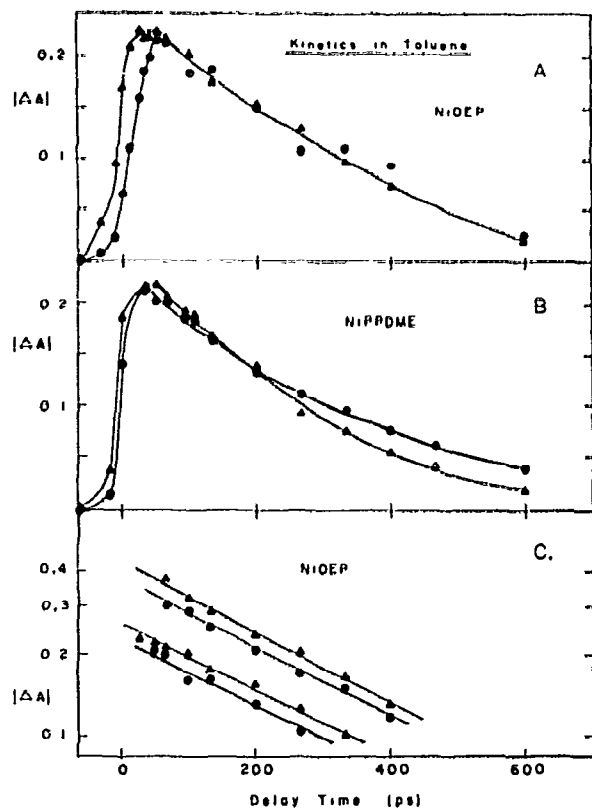 Kinetics in Toluene
A
0.2
NiOEP
|ΔA|
0.1
B
0.2
NiPPDME
|ΔA|
0.1
C.
0.4
NiOEP
0.3
0.2
|ΔA|
0.1
0 200 400 600
Delay Time (ps)